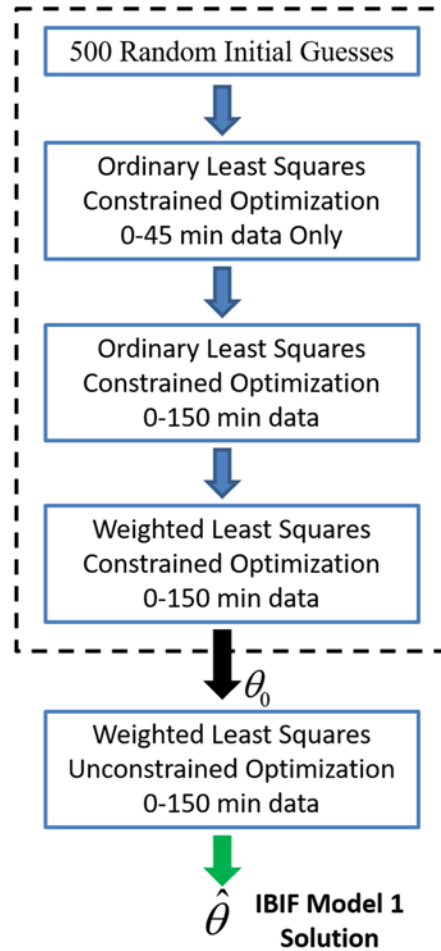 500 Random Initial Guesses
Ordinary Least Squares
Constrained Optimization
0-45 min data Only
Ordinary Least Squares
Constrained Optimization
0-150 min data
Weighted Least Squares
Constrained Optimization
0-150 min data
θ₀
Weighted Least Squares
Unconstrained Optimization
0-150 min data
θ̂ IBIF Model 1
Solution